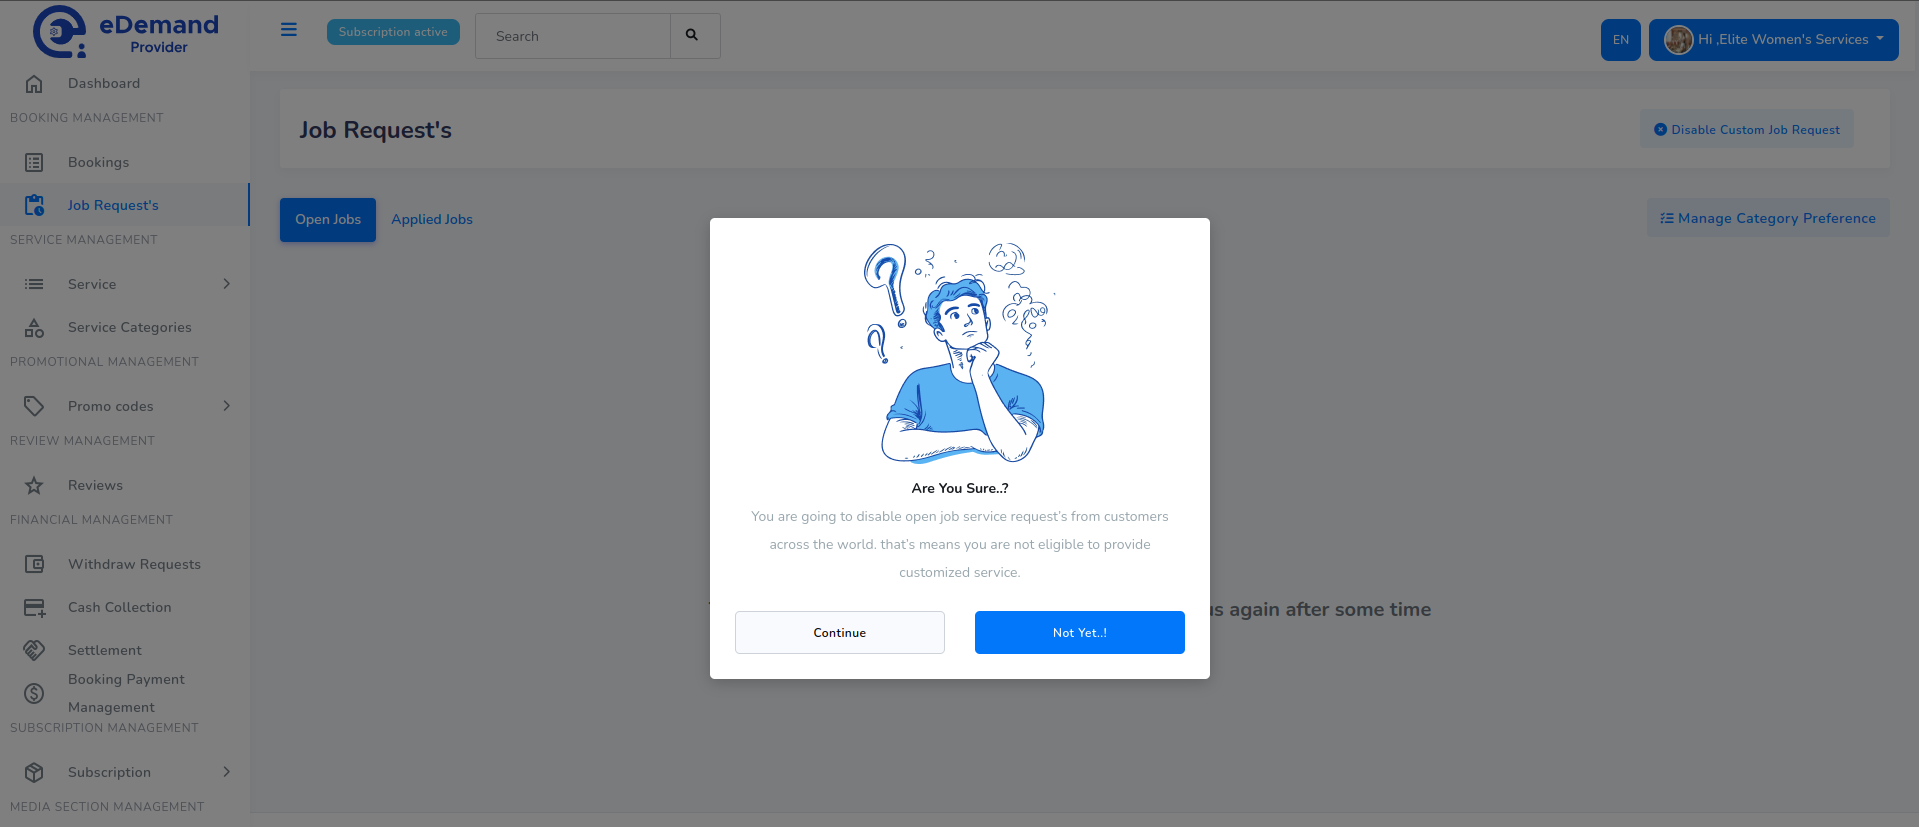 eDemand
Provider
Subscription active
Search
EN
Hi ,Elite Women's Services
Dashboard
BOOKING MANAGEMENT
Bookings
Job Request's
SERVICE MANAGEMENT
Service
Service Categories
PROMOTIONAL MANAGEMENT
Promo codes
REVIEW MANAGEMENT
Reviews
FINANCIAL MANAGEMENT
Withdraw Requests
Cash Collection
Settlement
Booking Payment
Management
SUBSCRIPTION MANAGEMENT
Subscription
MEDIA SECTION MANAGEMENT
Job Request's
Disable Custom Job Request
Open Jobs
Applied Jobs
Manage Category Preference
Are You Sure..?
You are going to disable open job service request's from customers
across the world. that's means you are not eligible to provide
customized service.
Continue
Not Yet..!
again after some time